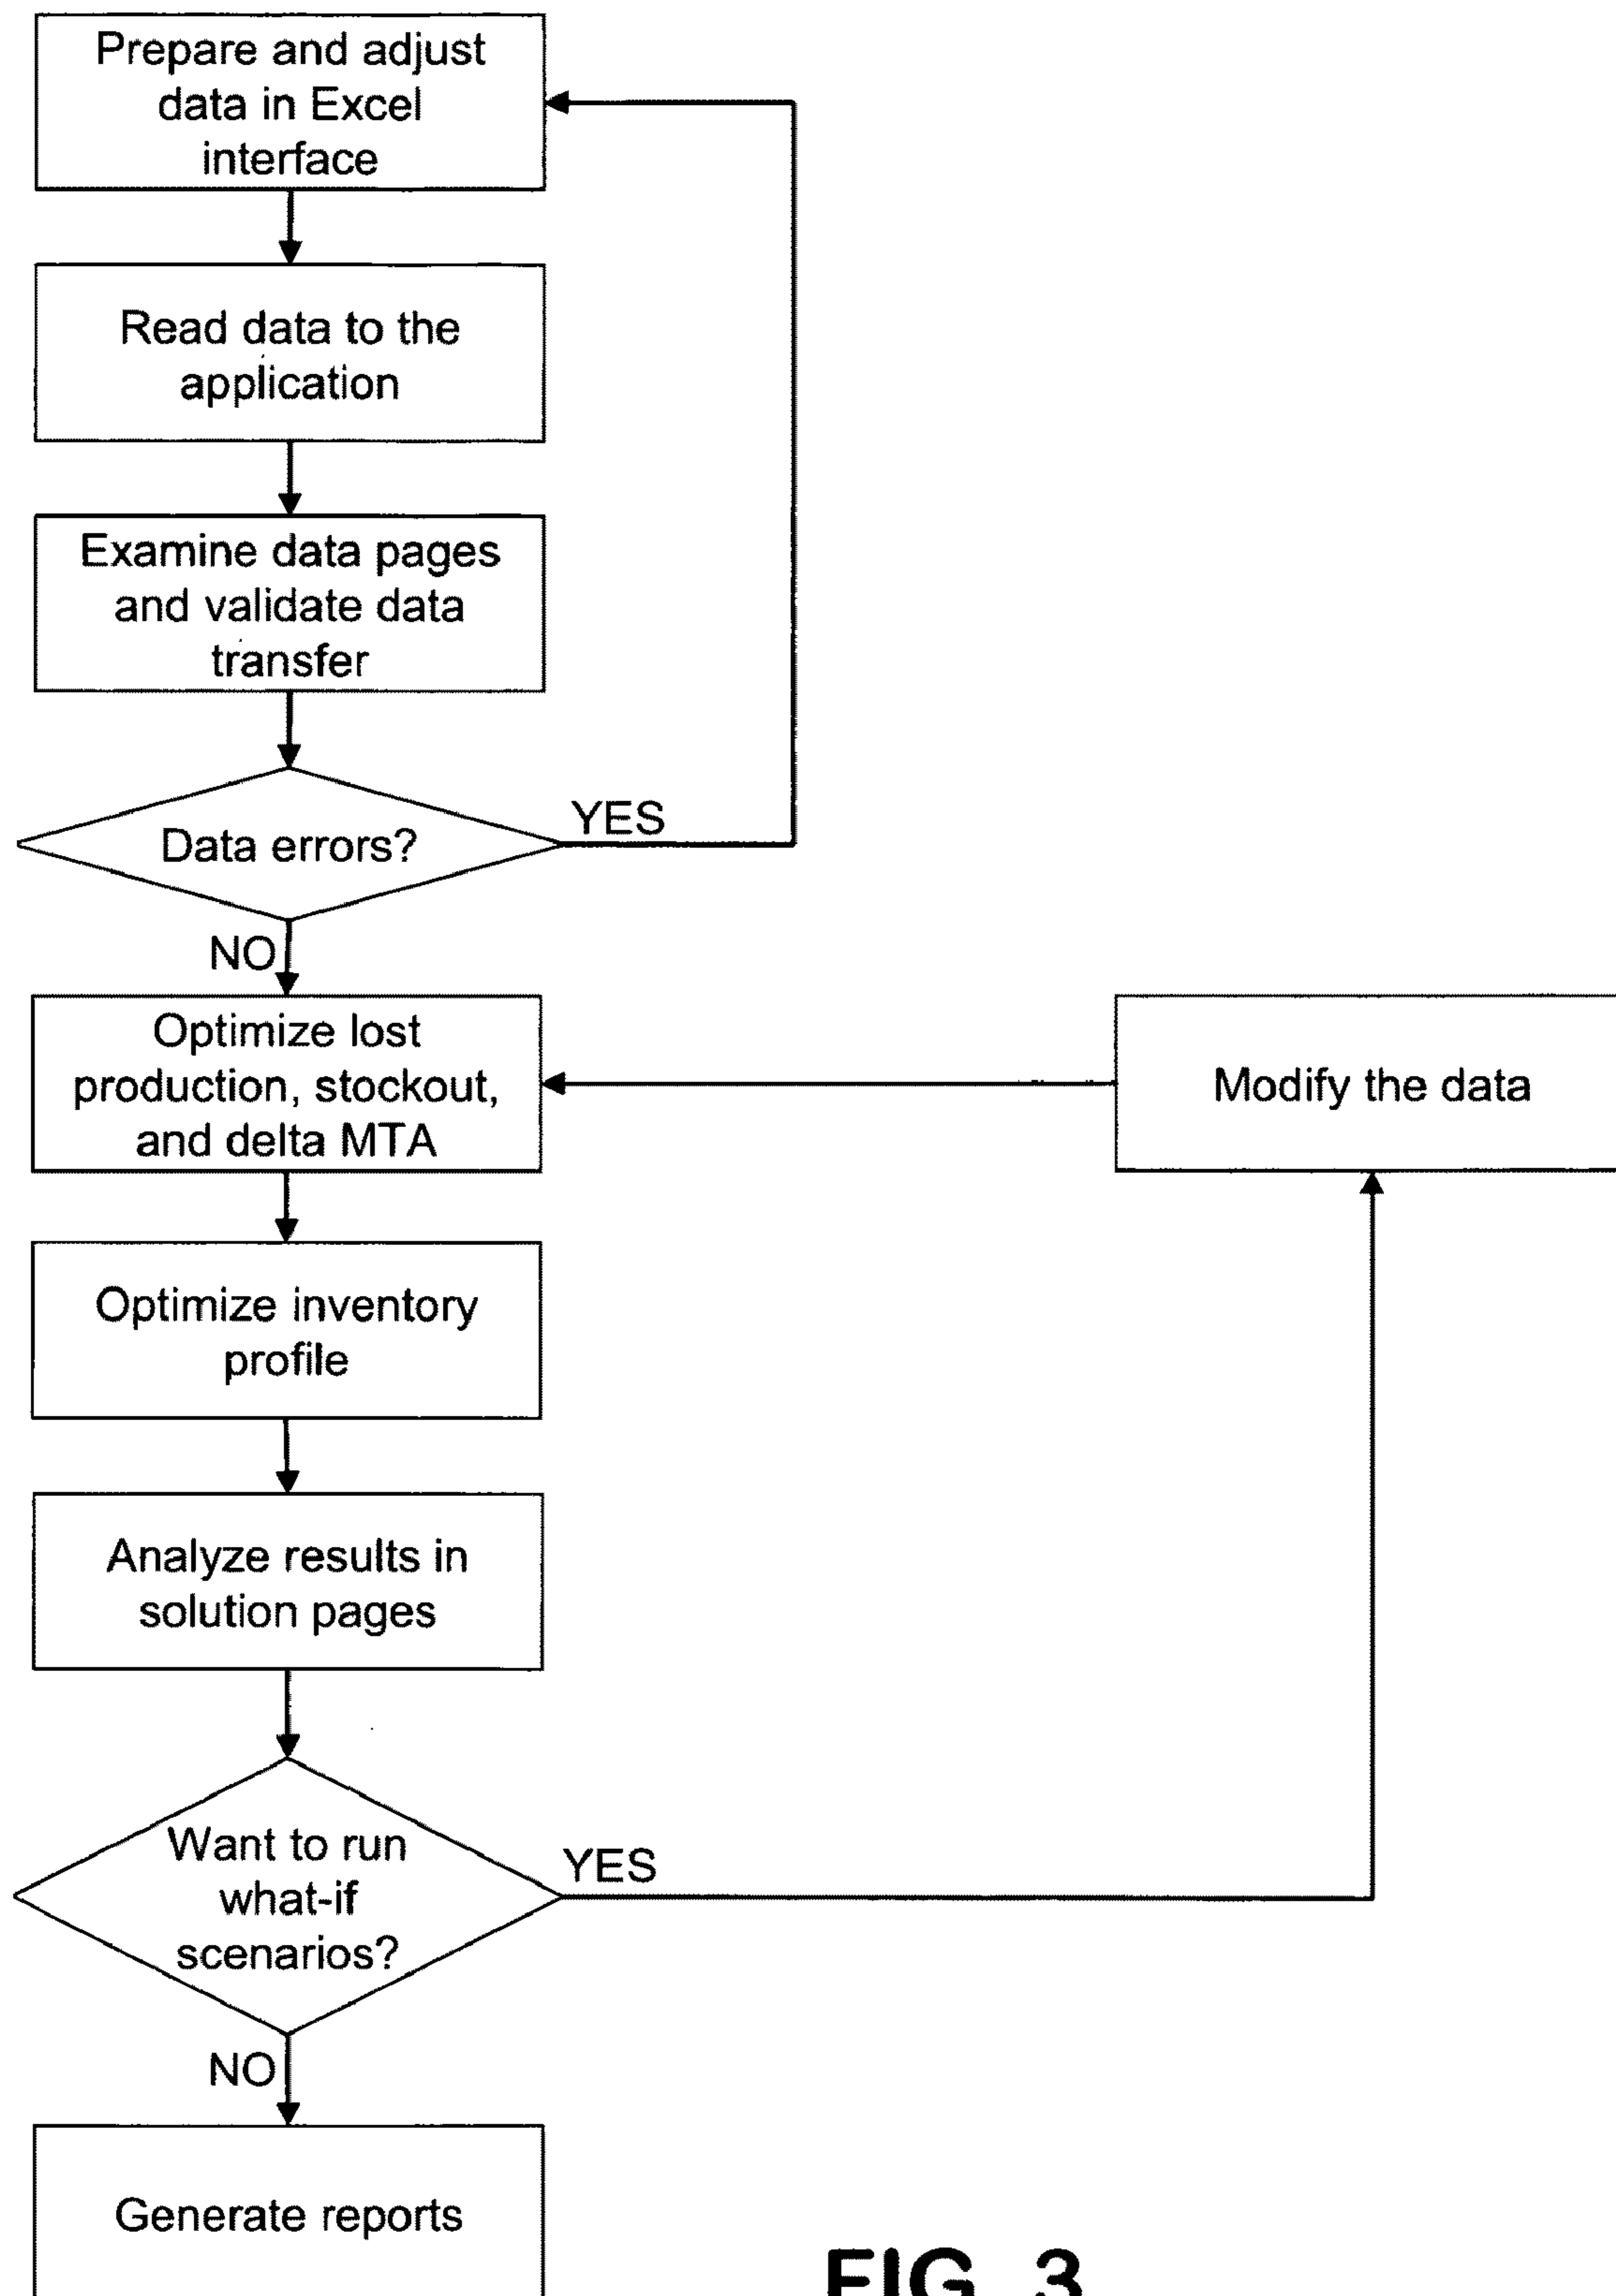 Prepare and adjust
data in Excel
interface
Read data to the
application
Examine data pages
and validate data
transfer
Data errors?
YES
NO
Optimize lost
production, stockout,
and delta MTA
Modify the data
Optimize inventory
profile
Analyze results in
solution pages
Want to run
what-if
scenarios?
YES
NO
Generate reports
FIG. 3